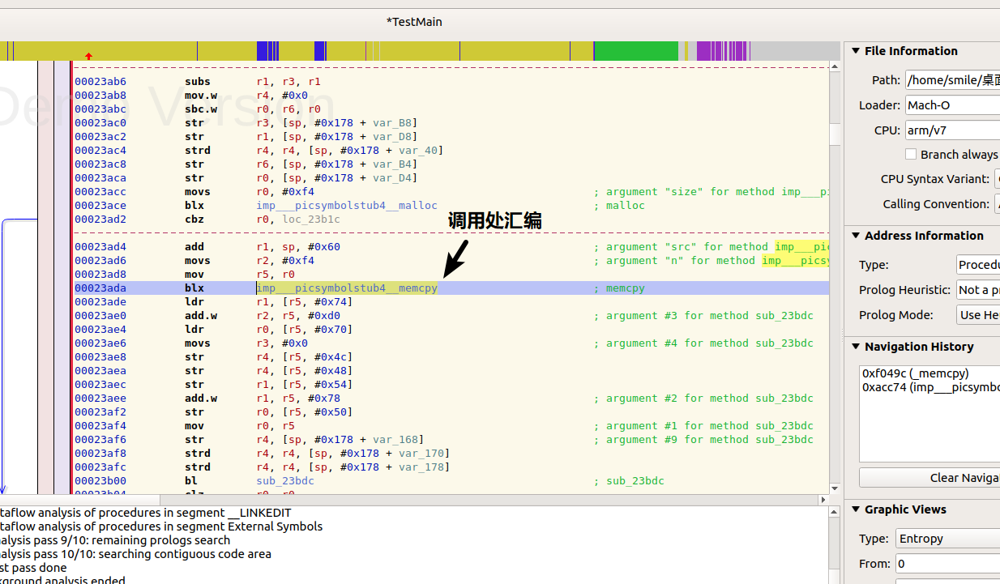 *TestMain
Demo Version
00023ab6 subs r1, r3, r1
00023ab8 mov.w r4, #0x0
00023abc sbc.w r0, r6, r0
00023ac0 str r3, [sp, #0x178 + var_B8]
00023ac2 str r1, [sp, #0x178 + var_D8]
00023ac4 strd r4, r4, [sp, #0x178 + var_40]
00023ac8 str r6, [sp, #0x178 + var_B4]
00023aca str r0, [sp, #0x178 + var_D4]
00023acc movs r0, #0xf4 ; argument "size" for method imp___pi
00023ace blx imp___picsymbolstub4__malloc ; malloc
00023ad2 cbz r0, loc_23b1c
调用处汇编
00023ad4 add r1, sp, #0x60 ; argument "src" for method imp___pic
00023ad6 movs r2, #0xf4 ; argument "n" for method imp___picsy
00023ad8 mov r5, r0
00023ada blx imp___picsymbolstub4__memcpy ; memcpy
00023ade ldr r1, [r5, #0x74]
00023ae0 add.w r2, r5, #0xd0 ; argument #3 for method sub_23bdc
00023ae4 ldr r0, [r5, #0x70]
00023ae6 movs r3, #0x0 ; argument #4 for method sub_23bdc
00023ae8 str r4, [r5, #0x4c]
00023aea str r4, [r5, #0x48]
00023aec str r1, [r5, #0x54]
00023aee add.w r1, r5, #0x78 ; argument #2 for method sub_23bdc
00023af2 str r0, [r5, #0x50]
00023af4 mov r0, r5 ; argument #1 for method sub_23bdc
00023af6 str r4, [sp, #0x178 + var_168] ; argument #9 for method sub_23bdc
00023af8 strd r4, r4, [sp, #0x178 + var_170]
00023afc strd r4, r4, [sp, #0x178 + var_178]
00023b00 bl sub_23bdc ; sub_23bdc
00023b04 clz r0, r0
taflow analysis of procedures in segment __LINKEDIT
taflow analysis of procedures in segment External Symbols
alysis pass 9/10: remaining prologs search
alysis pass 10/10: searching contiguous code area
st pass done
kground analysis ended
File Information
Path: /home/smile/桌面
Loader: Mach-O
CPU: arm/v7
Branch always
CPU Syntax Variant:
Calling Convention:
Address Information
Type: Procedu
Prolog Heuristic: Not a p
Prolog Mode: Use He
Navigation History
0xf049c (_memcpy)
0xacc74 (imp___picsymbo
Clear Naviga
Graphic Views
Type: Entropy
From: 0